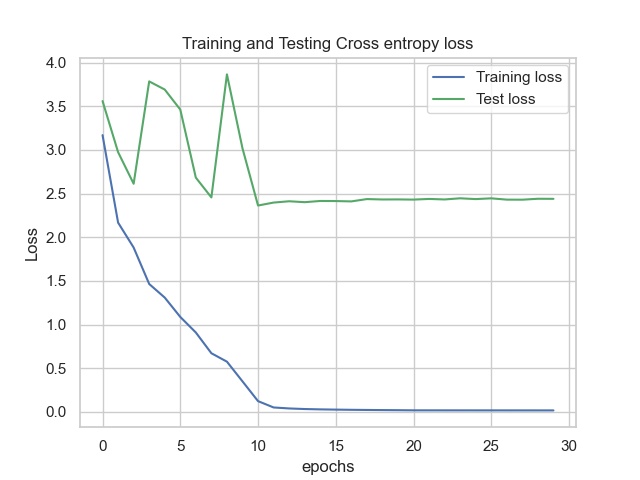 Training and Testing Cross entropy loss
Training loss
Test loss
4.0
3.5
3.0
2.5
2.0
1.5
1.0
0.5
0.0
Loss
0 5 10 15 20 25 30
epochs